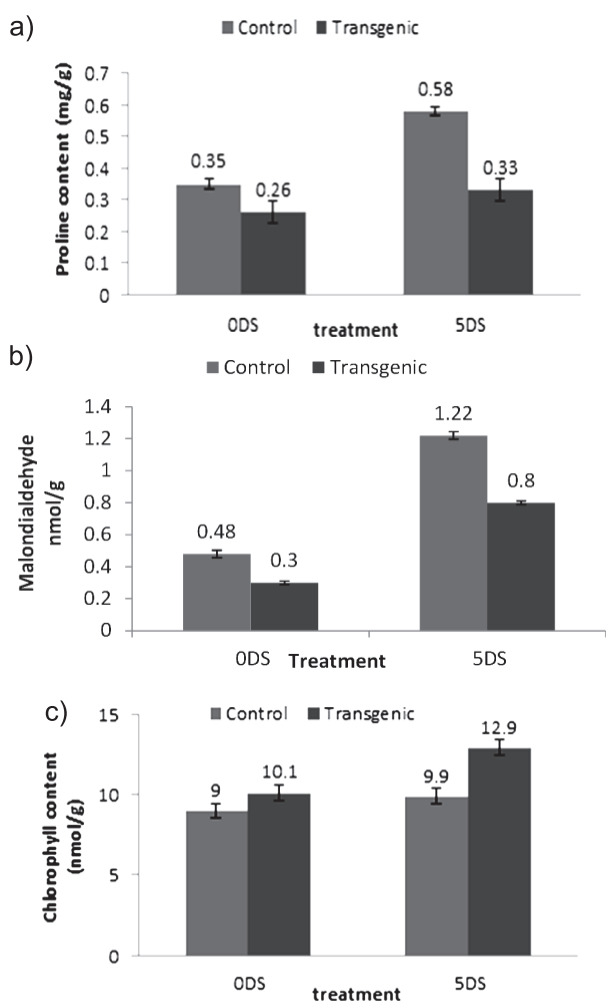 a)
Control Transgenic
Proline content (mg/g)
0.7
0.6
0.5
0.4
0.3
0.2
0.1
0
0.35
0.26
0.58
0.33
0DS treatment 5DS
b)
Control Transgenic
Malondialdehyde
nmol/g
1.4
1.2
1
0.8
0.6
0.4
0.2
0
0.48
0.3
1.22
0.8
0DS Treatment 5DS
c)
Control Transgenic
Chlorophyll content
(nmol/g)
15
10
5
0
9
10.1
9.9
12.9
0DS treatment 5DS